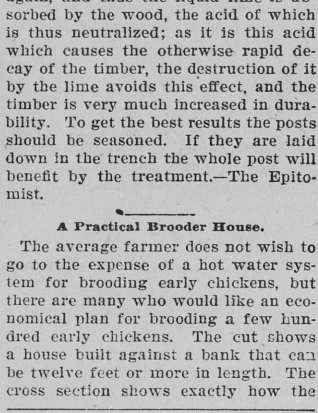 again, and thus the liquid lime is ab-
sorbed by the wood, the acid of which
is thus neutralized; as it is this acid
which causes the otherwise rapid de-
cay of the timber, the destruction of it
by the lime avoids this effect, and the
timber is very much increased in dura-
bility. To get the best results the posts
should be seasoned. If they are laid
down in the trench the whole post will
benefit by the treatment.—The Epito-
mist.
A Practical Brooder House.
The average farmer does not wish to
go to the expense of a hot water sys-
tem for brooding early chickens, but
there are many who would like an eco-
nomical plan for brooding a few hun-
dred early chickens. The cut shows
a house built against a bank that can
be twelve feet or more in length. The
cross section shows exactly how the